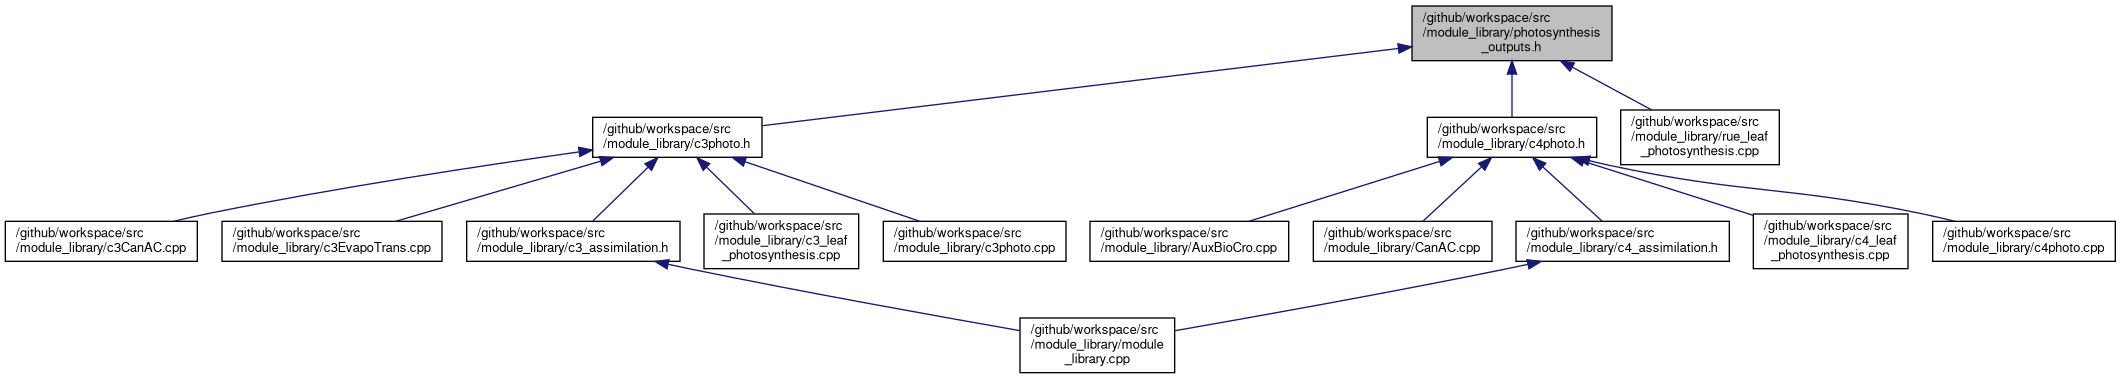 /github/workspace/src
/module_library/photosynthesis
_outputs.h
/github/workspace/src
/module_library/c3photo.h
/github/workspace/src
/module_library/c4photo.h
/github/workspace/src
/module_library/rue_leaf
_photosynthesis.cpp
/github/workspace/src
/module_library/c3CanAC.cpp
/github/workspace/src
/module_library/c3EvapoTrans.cpp
/github/workspace/src
/module_library/c3_assimilation.h
/github/workspace/src
/module_library/c3_leaf
_photosynthesis.cpp
/github/workspace/src
/module_library/c3photo.cpp
/github/workspace/src
/module_library/AuxBioCro.cpp
/github/workspace/src
/module_library/CanAC.cpp
/github/workspace/src
/module_library/c4_assimilation.h
/github/workspace/src
/module_library/c4_leaf
_photosynthesis.cpp
/github/workspace/src
/module_library/c4photo.cpp
/github/workspace/src
/module_library/module
_library.cpp